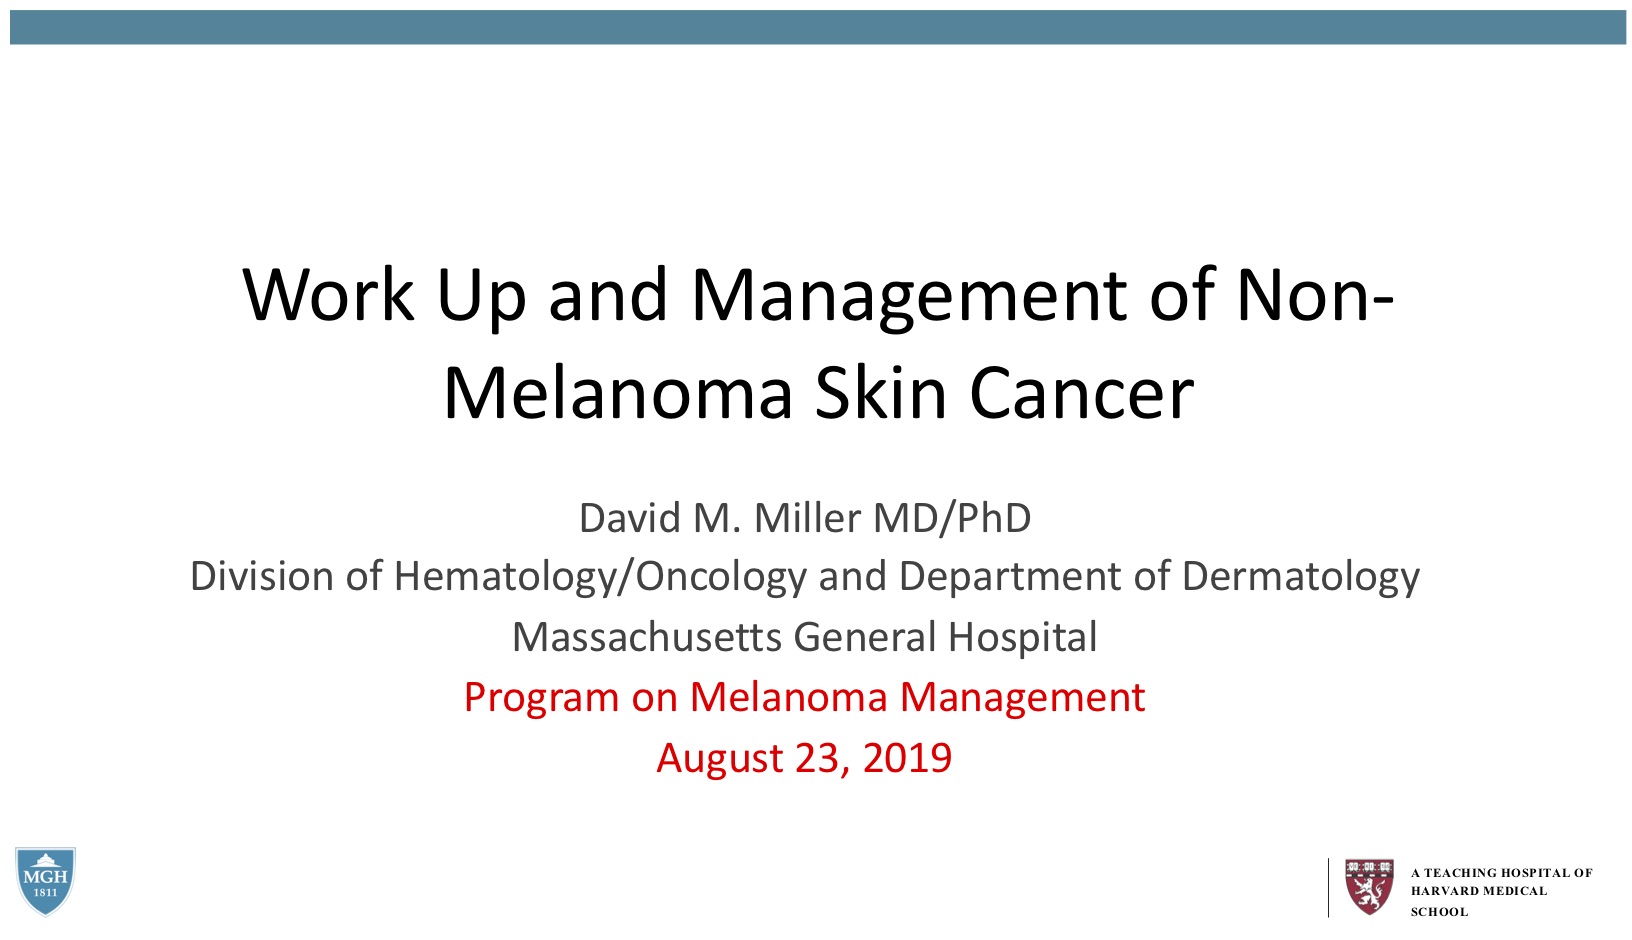 Work Up and Management of Non-
Melanoma Skin Cancer
David M. Miller MD/PhD
Division of Hematology/Oncology and Department of Dermatology
Massachusetts General Hospital
Program on Melanoma Management
August 23, 2019
MGH
1811
A TEACHING HOSPITAL OF
HARVARD MEDICAL
SCHOOL